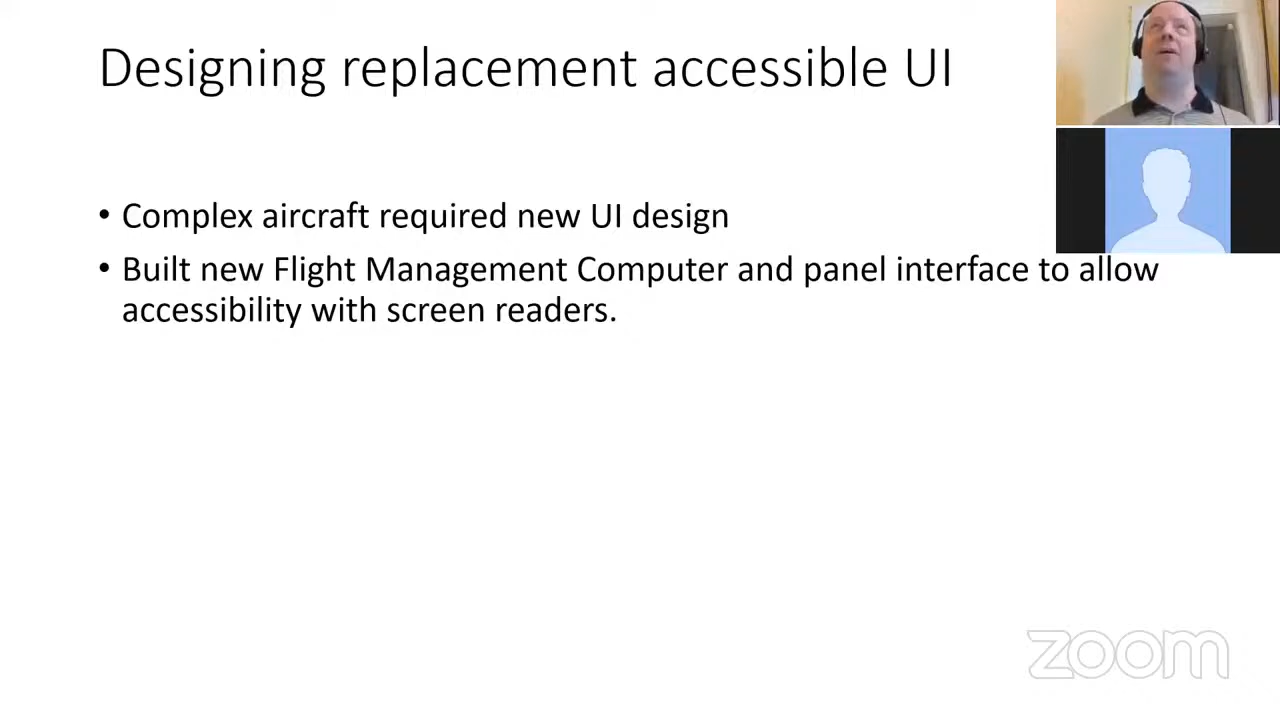 Designing replacement accessible UI
• Complex aircraft required new UI design
• Built new Flight Management Computer and panel interface to allow
accessibility with screen readers.
zoom